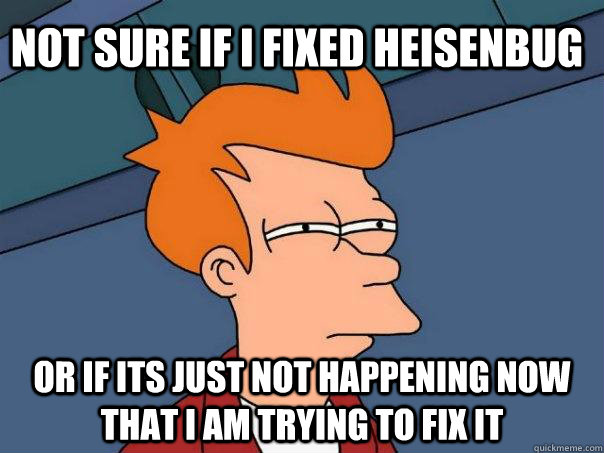 NOT SURE IF I FIXED HEISENBUG
OR IF ITS JUST NOT HAPPENING NOW
THAT I AM TRYING TO FIX IT
quickmeme.com